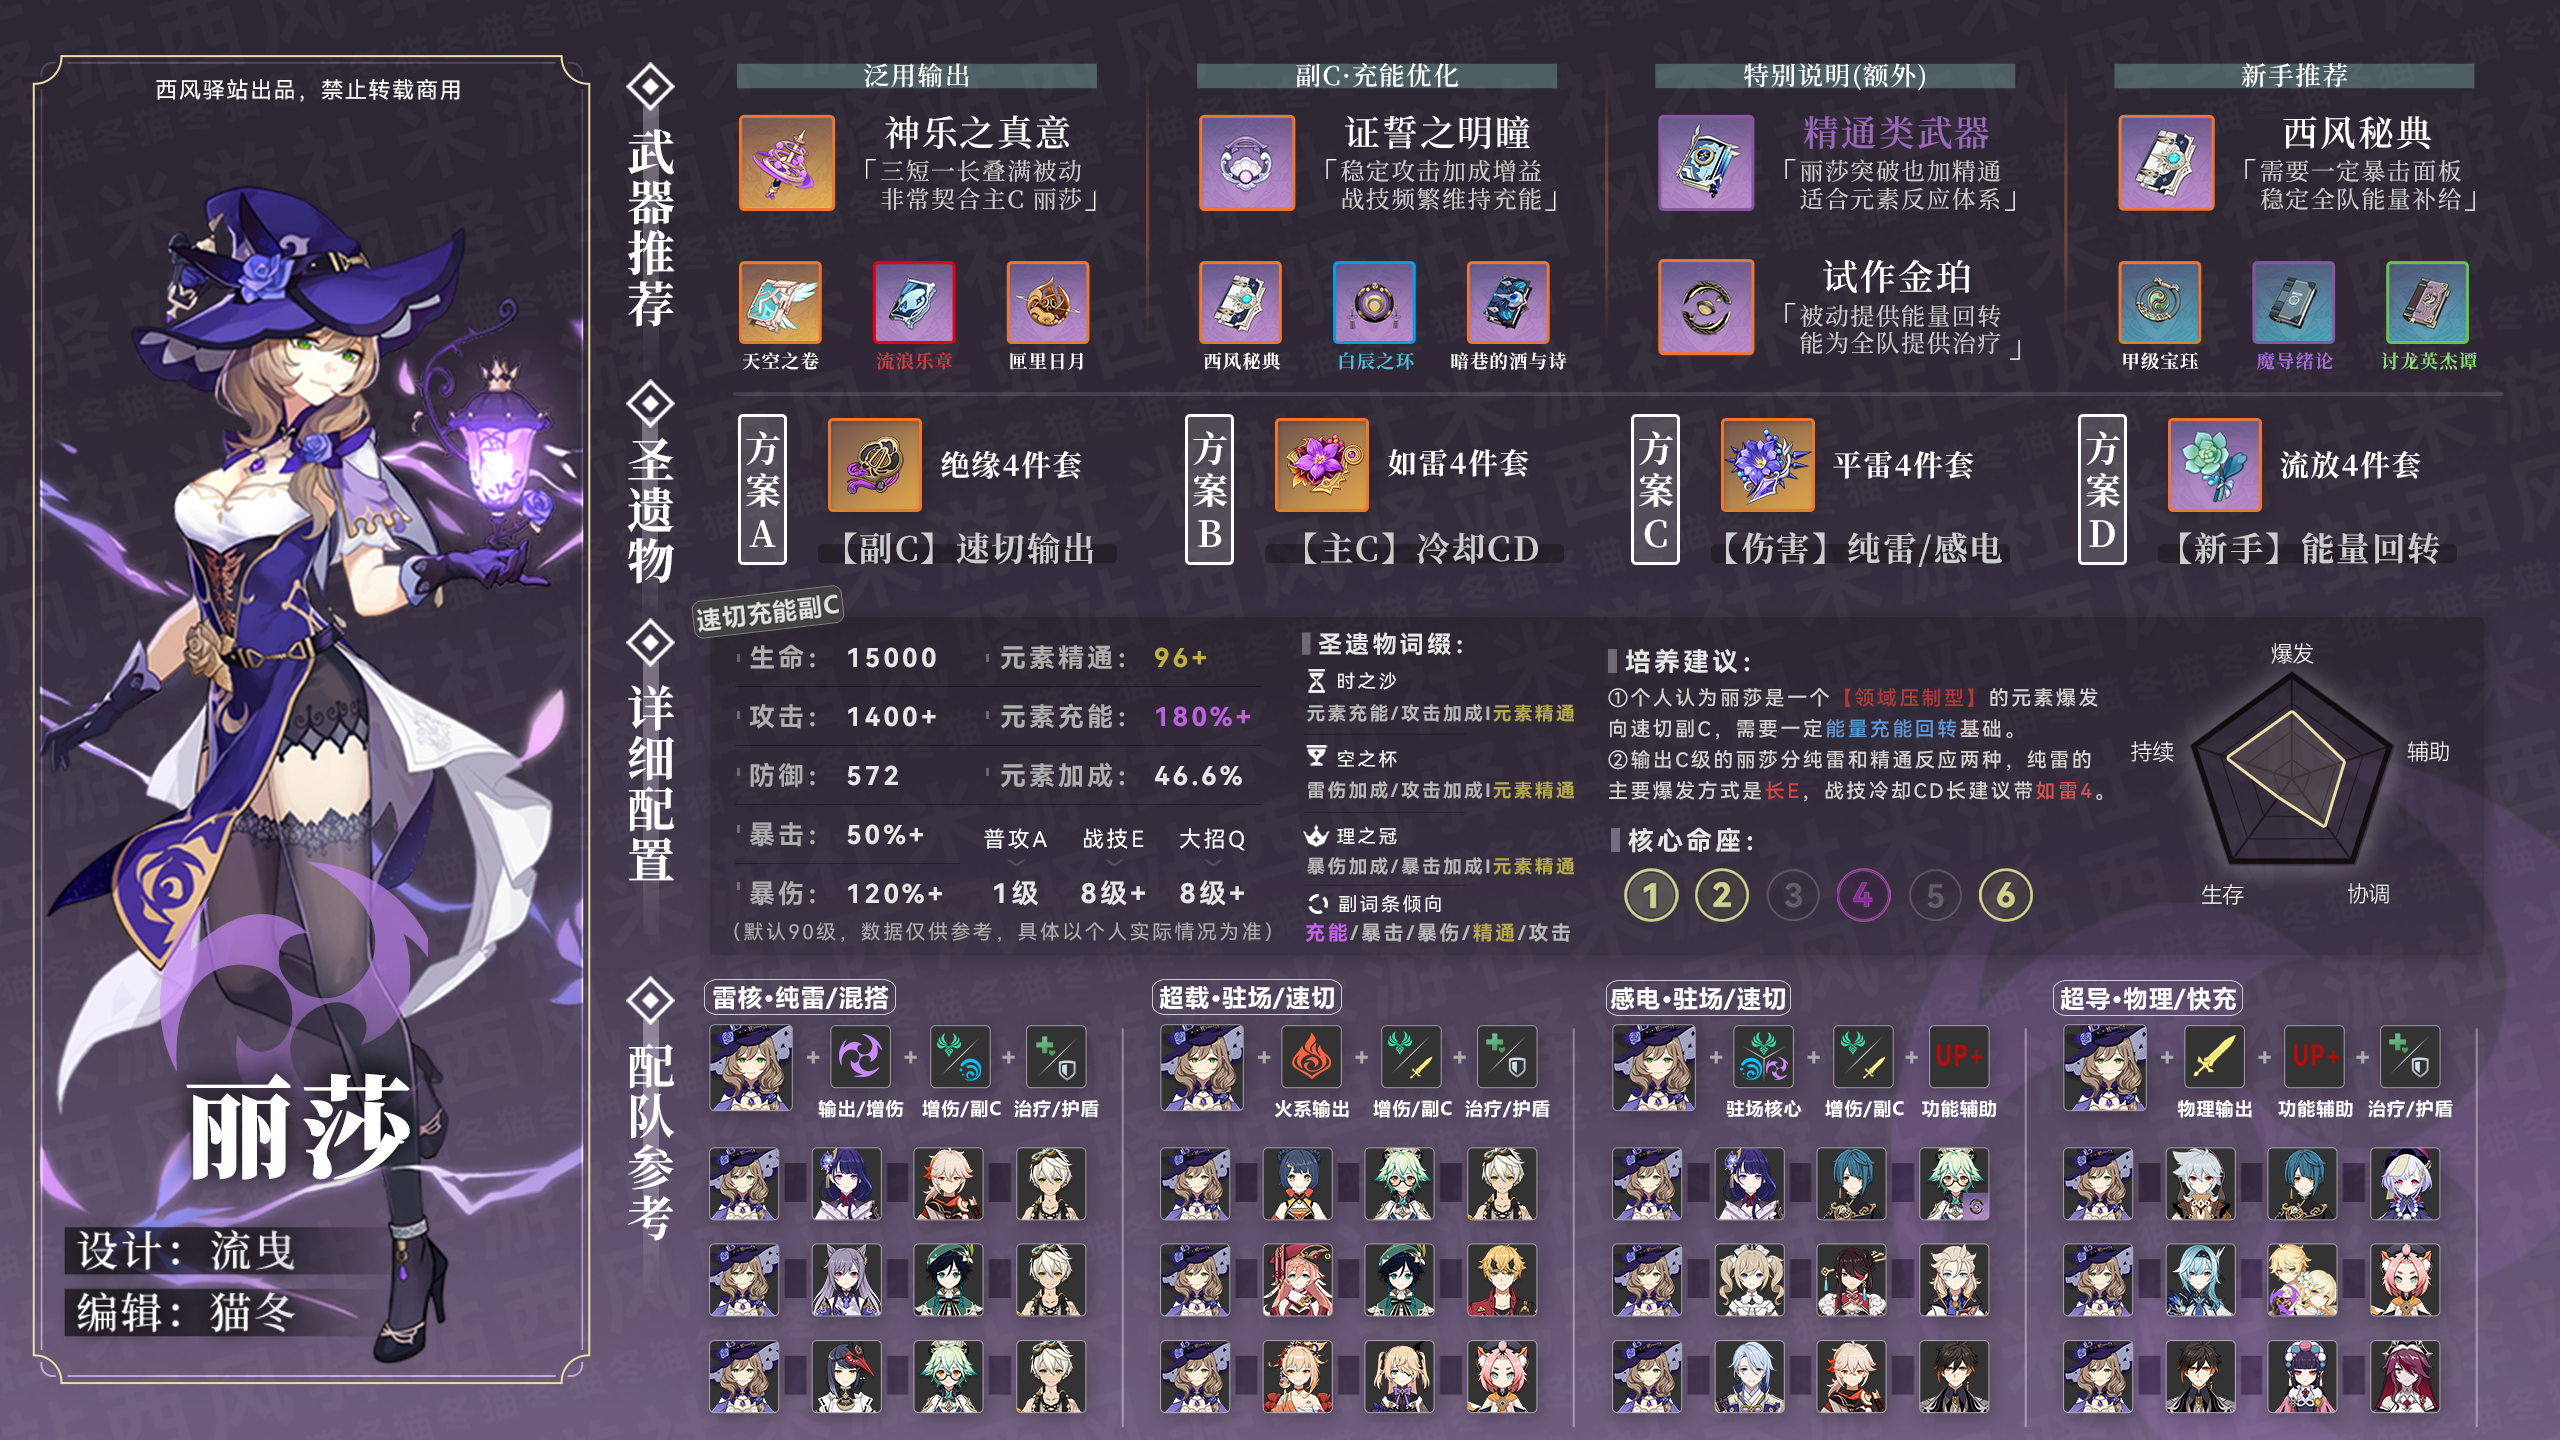 西风驿站出品，禁止转载商用
丽莎
设计：流曳
编辑：猫冬
武器推荐
泛用输出
神乐之真意
「三短一长叠满被动
非常契合主C 丽莎」
天空之卷
流浪乐章
匣里日月
副C·充能优化
证誓之明瞳
「稳定攻击加成增益
战技频繁维持充能」
西风秘典
白辰之环
暗巷的酒与诗
特别说明(额外)
精通类武器
「丽莎突破也加精通
适合元素反应体系」
试作金珀
「被动提供能量回转
能为全队提供治疗」
新手推荐
西风秘典
「需要一定暴击面板
稳定全队能量补给」
甲级宝珏
魔导绪论
讨龙英杰谭
圣遗物
方案A
绝缘4件套
【副C】速切输出
方案B
如雷4件套
【主C】冷却CD
方案C
平雷4件套
【伤害】纯雷/感电
方案D
流放4件套
【新手】能量回转
详细配置
速切充能副C
生命： 15000
元素精通： 96+
攻击： 1400+
元素充能： 180%+
防御： 572
元素加成： 46.6%
暴击： 50%+
普攻A 战技E 大招Q
暴伤： 120%+
1级 8级+ 8级+
(默认90级，数据仅供参考，具体以个人实际情况为准)
圣遗物词缀：
时之沙
元素充能/攻击加成|元素精通
空之杯
雷伤加成/攻击加成|元素精通
理之冠
暴伤加成/暴击加成|元素精通
副词条倾向
充能/暴击/暴伤/精通/攻击
培养建议：
①个人认为丽莎是一个【领域压制型】的元素爆发
向速切副C，需要一定能量充能回转基础。
②输出C级的丽莎分纯雷和精通反应两种，纯雷的
主要爆发方式是长E，战技冷却CD长建议带如雷4。
核心命座：
1 2 3 4 5 6
爆发
辅助
协调
生存
持续
配队参考
雷核·纯雷/混搭
+ + +
输出/增伤 增伤/副C 治疗/护盾
超载·驻场/速切
+ + +
火系输出 增伤/副C 治疗/护盾
感电·驻场/速切
+ + + UP+
驻场核心 增伤/副C 功能辅助
超导·物理/快充
+ + UP+ +
物理输出 功能辅助 治疗/护盾